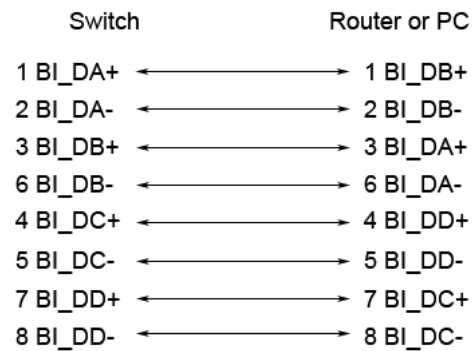 Switch Router or PC
1 BI_DA+ 1 BI_DB+
2 BI_DA- 2 BI_DB-
3 BI_DB+ 3 BI_DA+
6 BI_DB- 6 BI_DA-
4 BI_DC+ 4 BI_DD+
5 BI_DC- 5 BI_DD-
7 BI_DD+ 7 BI_DC+
8 BI_DD- 8 BI_DC-